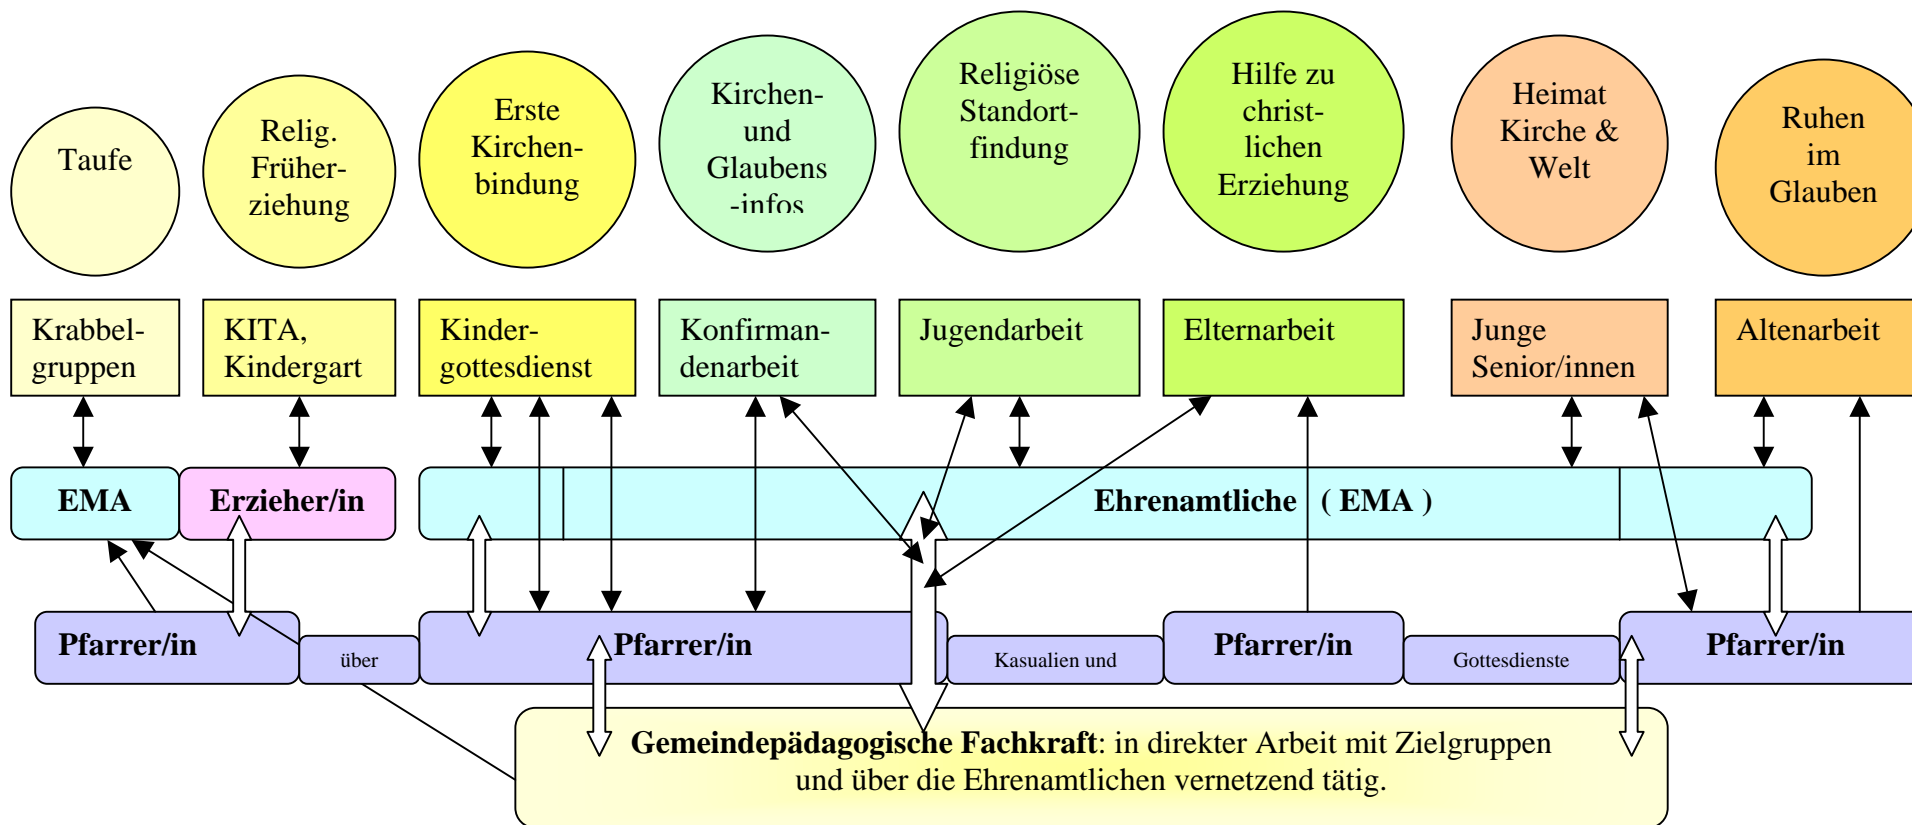 Taufe
Relig.
Früher-
ziehung
Erste
Kirchen-
bindung
Kirchen-
und
Glaubens
-infos
Religiöse
Standort-
findung
Hilfe zu
christ-
lichen
Erziehung
Heimat
Kirche &
Welt
Ruhen
im
Glauben
Krabbel-
gruppen
KITA,
Kindergart
Kinder-
gottesdienst
Konfirman-
denarbeit
Jugendarbeit
Elternarbeit
Junge
Senior/innen
Altenarbeit
EMA
Erzieher/in
Ehrenamtliche ( EMA )
Pfarrer/in
über
Pfarrer/in
Kasualien und
Pfarrer/in
Gottesdienste
Pfarrer/in
Gemeindepädagogische Fachkraft: in direkter Arbeit mit Zielgruppen
und über die Ehrenamtlichen vernetzend tätig.